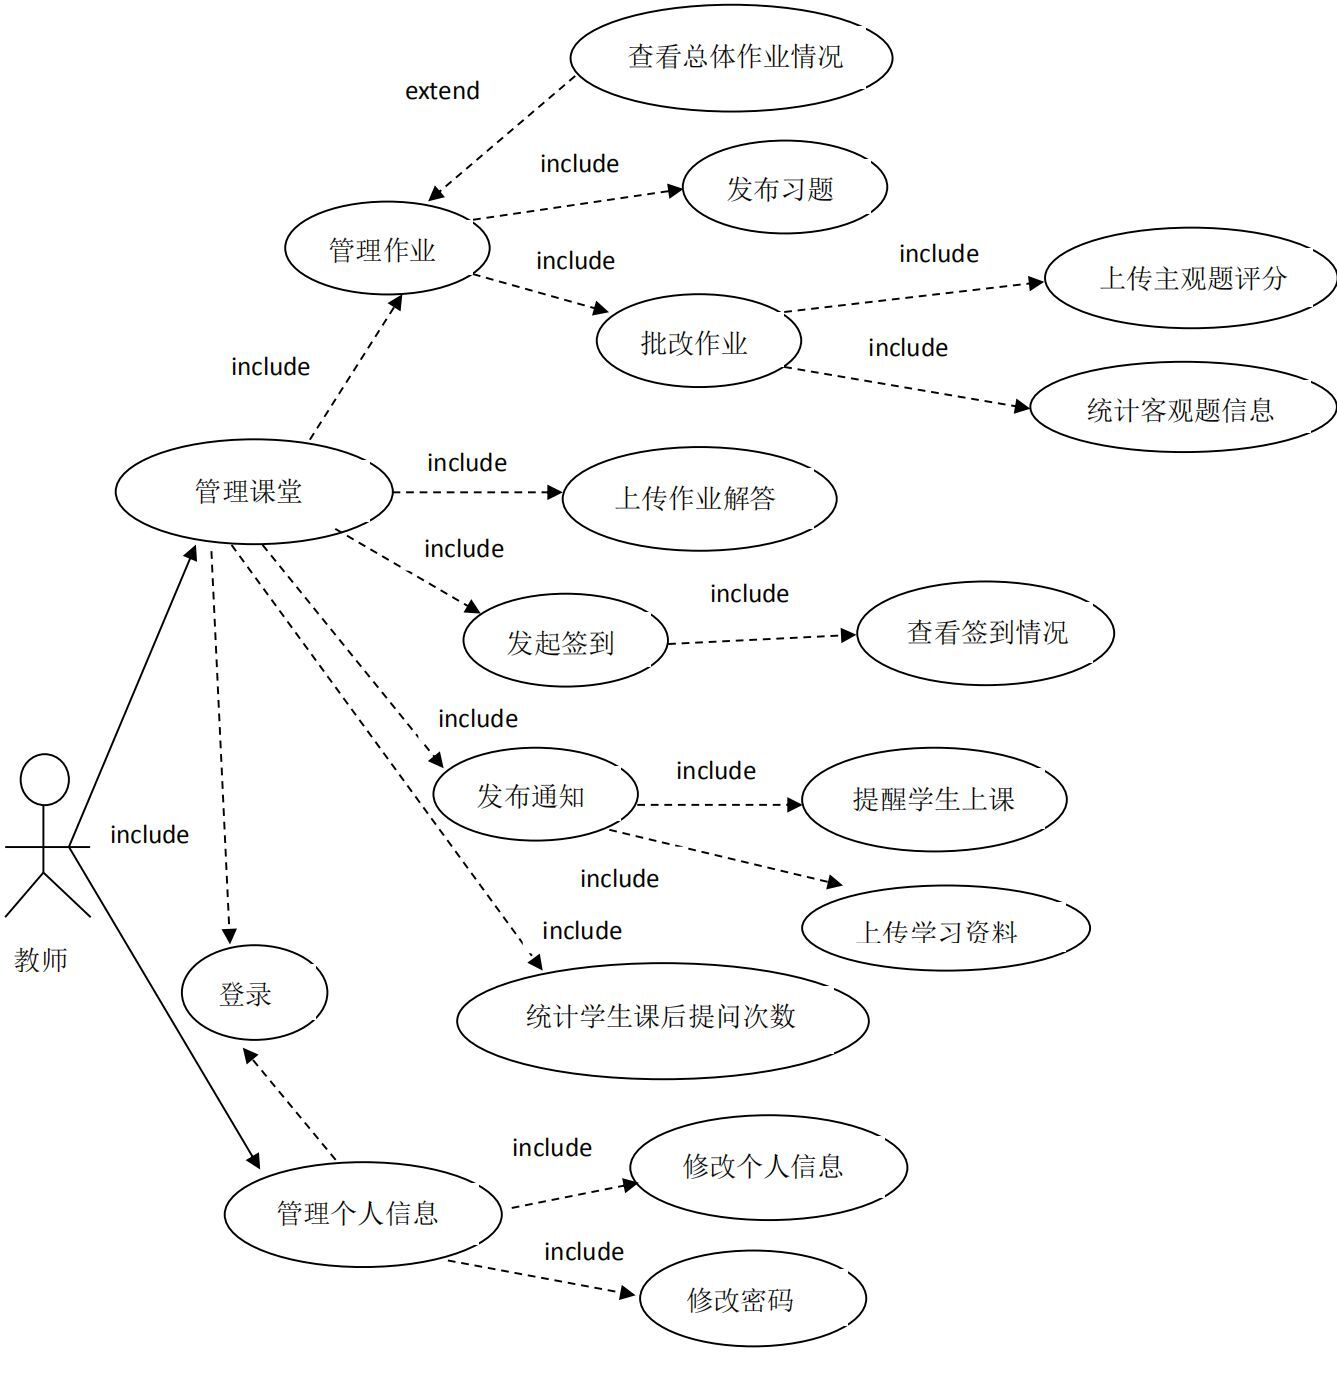 查看总体作业情况
extend
include
发布习题
管理作业
include
include
上传主观题评分
批改作业
include
include
统计客观题信息
include
管理课堂
上传作业解答
include
include
发起签到
查看签到情况
include
include
发布通知
提醒学生上课
include
include
上传学习资料
include
教师
登录
统计学生课后提问次数
include
修改个人信息
管理个人信息
include
修改密码